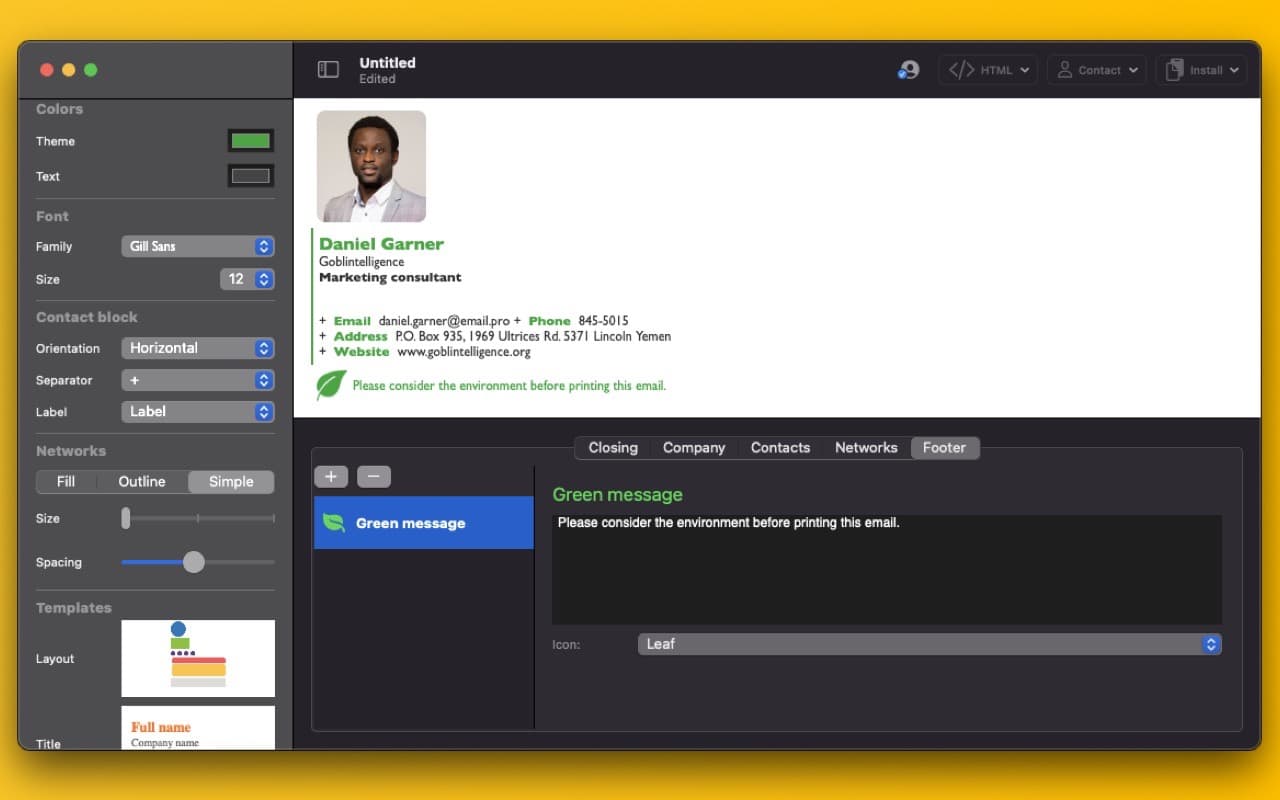 Untitled
Edited
HTML
Contact
Install
Colors
Theme
Text
Font
Family Gill Sans
Size 12
Contact block
Orientation Horizontal
Separator +
Label Label
Networks
Fill Outline Simple
Size
Spacing
Templates
Layout
Title
Full name
Company name
Daniel Garner
Goblintelligence
Marketing consultant
+ Email daniel.garner@email.pro + Phone 845-5015
+ Address P.O. Box 935, 1969 Ultrices Rd. 5371 Lincoln Yemen
+ Website www.goblintelligence.org
Please consider the environment before printing this email.
Closing Company Contacts Networks Footer
+ −
Green message
Green message
Please consider the environment before printing this email.
Icon: Leaf